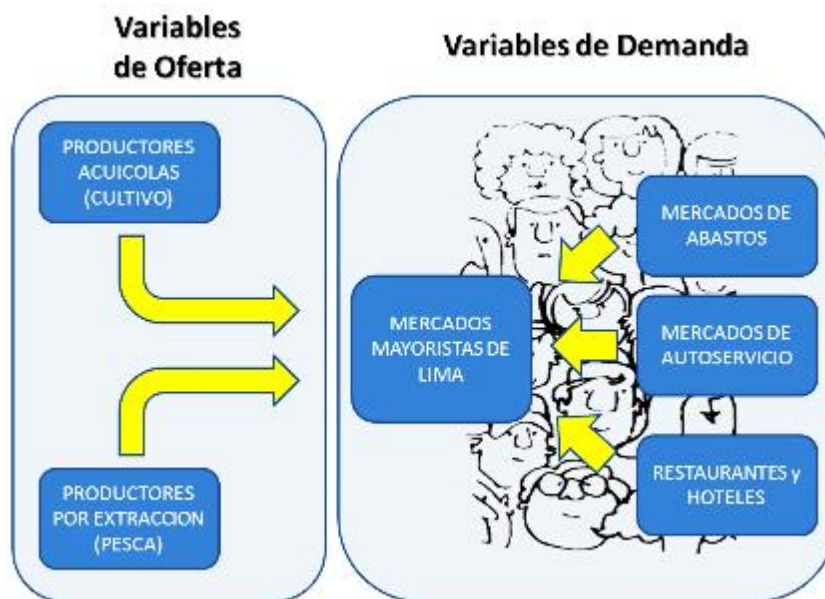 Variables
de Oferta
Variables de Demanda
PRODUCTORES
ACUICOLAS
(CULTIVO)
PRODUCTORES
POR EXTRACCION
(PESCA)
MERCADOS
MAYORISTAS DE
LIMA
MERCADOS DE
ABASTOS
MERCADOS DE
AUTOSERVICIO
RESTAURANTES y
HOTELES